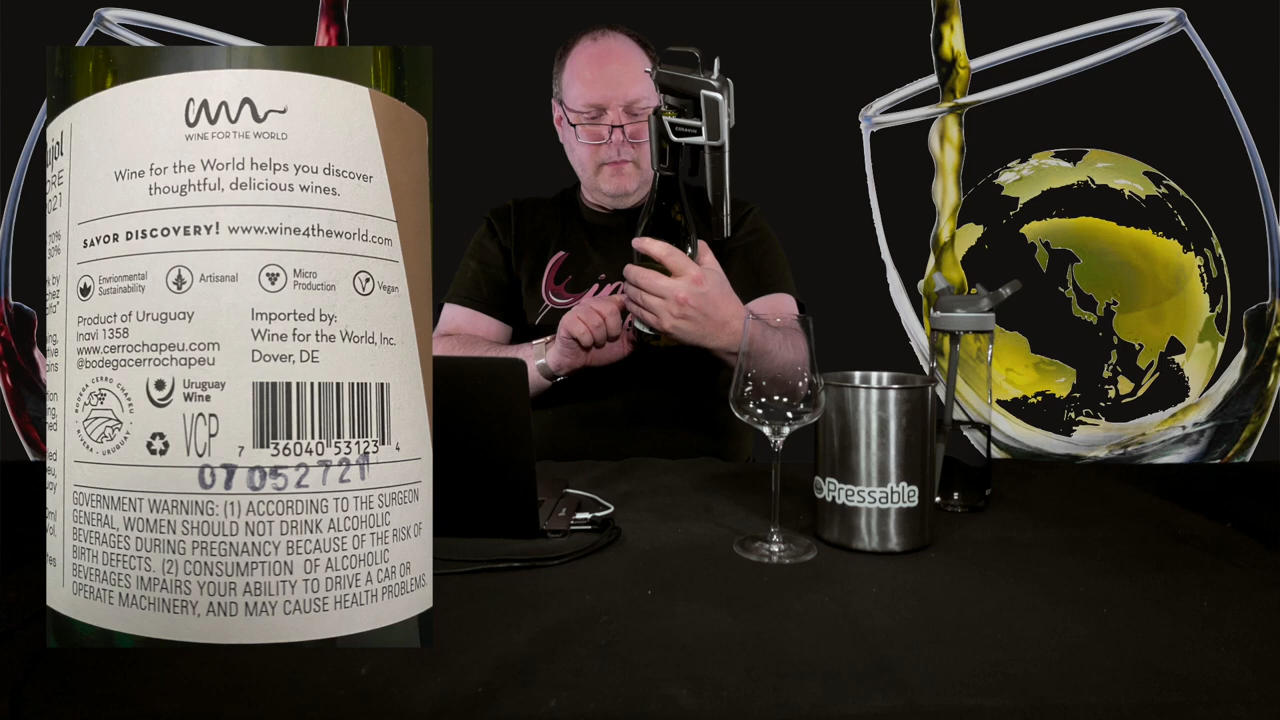 WINE FOR THE WORLD
Wine for the World helps you discover
thoughtful, delicious wines.
SAVOR DISCOVERY! www.wine4theworld.com
Environmental
Sustainability
Artisanal
Micro
Production
Vegan
Product of Uruguay
Inavi 1358
www.cerrochapeu.com
@bodegacerrochapeu
Imported by:
Wine for the World, Inc.
Dover, DE
BODEGA CERRO CHAPEU
RIVERA - URUGUAY
Uruguay
Wine
VCP
7 36040 53123 4
GOVERNMENT WARNING: (1) ACCORDING TO THE SURGEON
GENERAL, WOMEN SHOULD NOT DRINK ALCOHOLIC
BEVERAGES DURING PREGNANCY BECAUSE OF THE RISK OF
BIRTH DEFECTS. (2) CONSUMPTION OF ALCOHOLIC
BEVERAGES IMPAIRS YOUR ABILITY TO DRIVE A CAR OR
OPERATE MACHINERY, AND MAY CAUSE HEALTH PROBLEMS.
2021
70%
30%
CORAVIN
Pressable